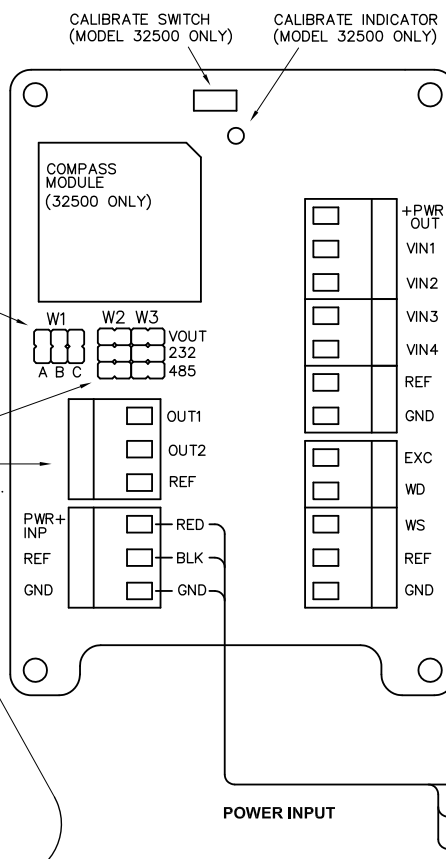 CALIBRATE SWITCH
(MODEL 32500 ONLY)
CALIBRATE INDICATOR
(MODEL 32500 ONLY)
COMPASS
MODULE
(32500 ONLY)
+PWR
OUT
VIN1
VIN2
VIN3
VIN4
REF
GND
EXC
WD
WS
REF
GND
W1
A B C
W2 W3
VOUT
232
485
OUT1
OUT2
REF
PWR+
INP
REF
GND
RED
BLK
GND
POWER INPUT